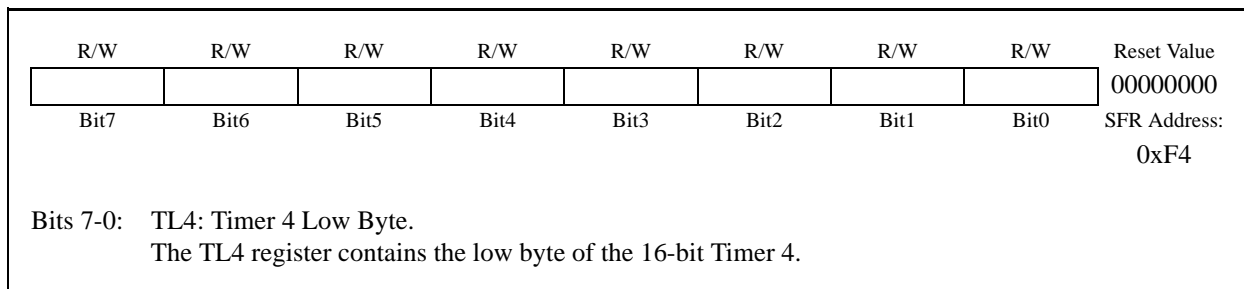 R/W R/W R/W R/W R/W R/W R/W R/W Reset Value
00000000
Bit7 Bit6 Bit5 Bit4 Bit3 Bit2 Bit1 Bit0 SFR Address:
0xF4
Bits 7-0: TL4: Timer 4 Low Byte.
The TL4 register contains the low byte of the 16-bit Timer 4.